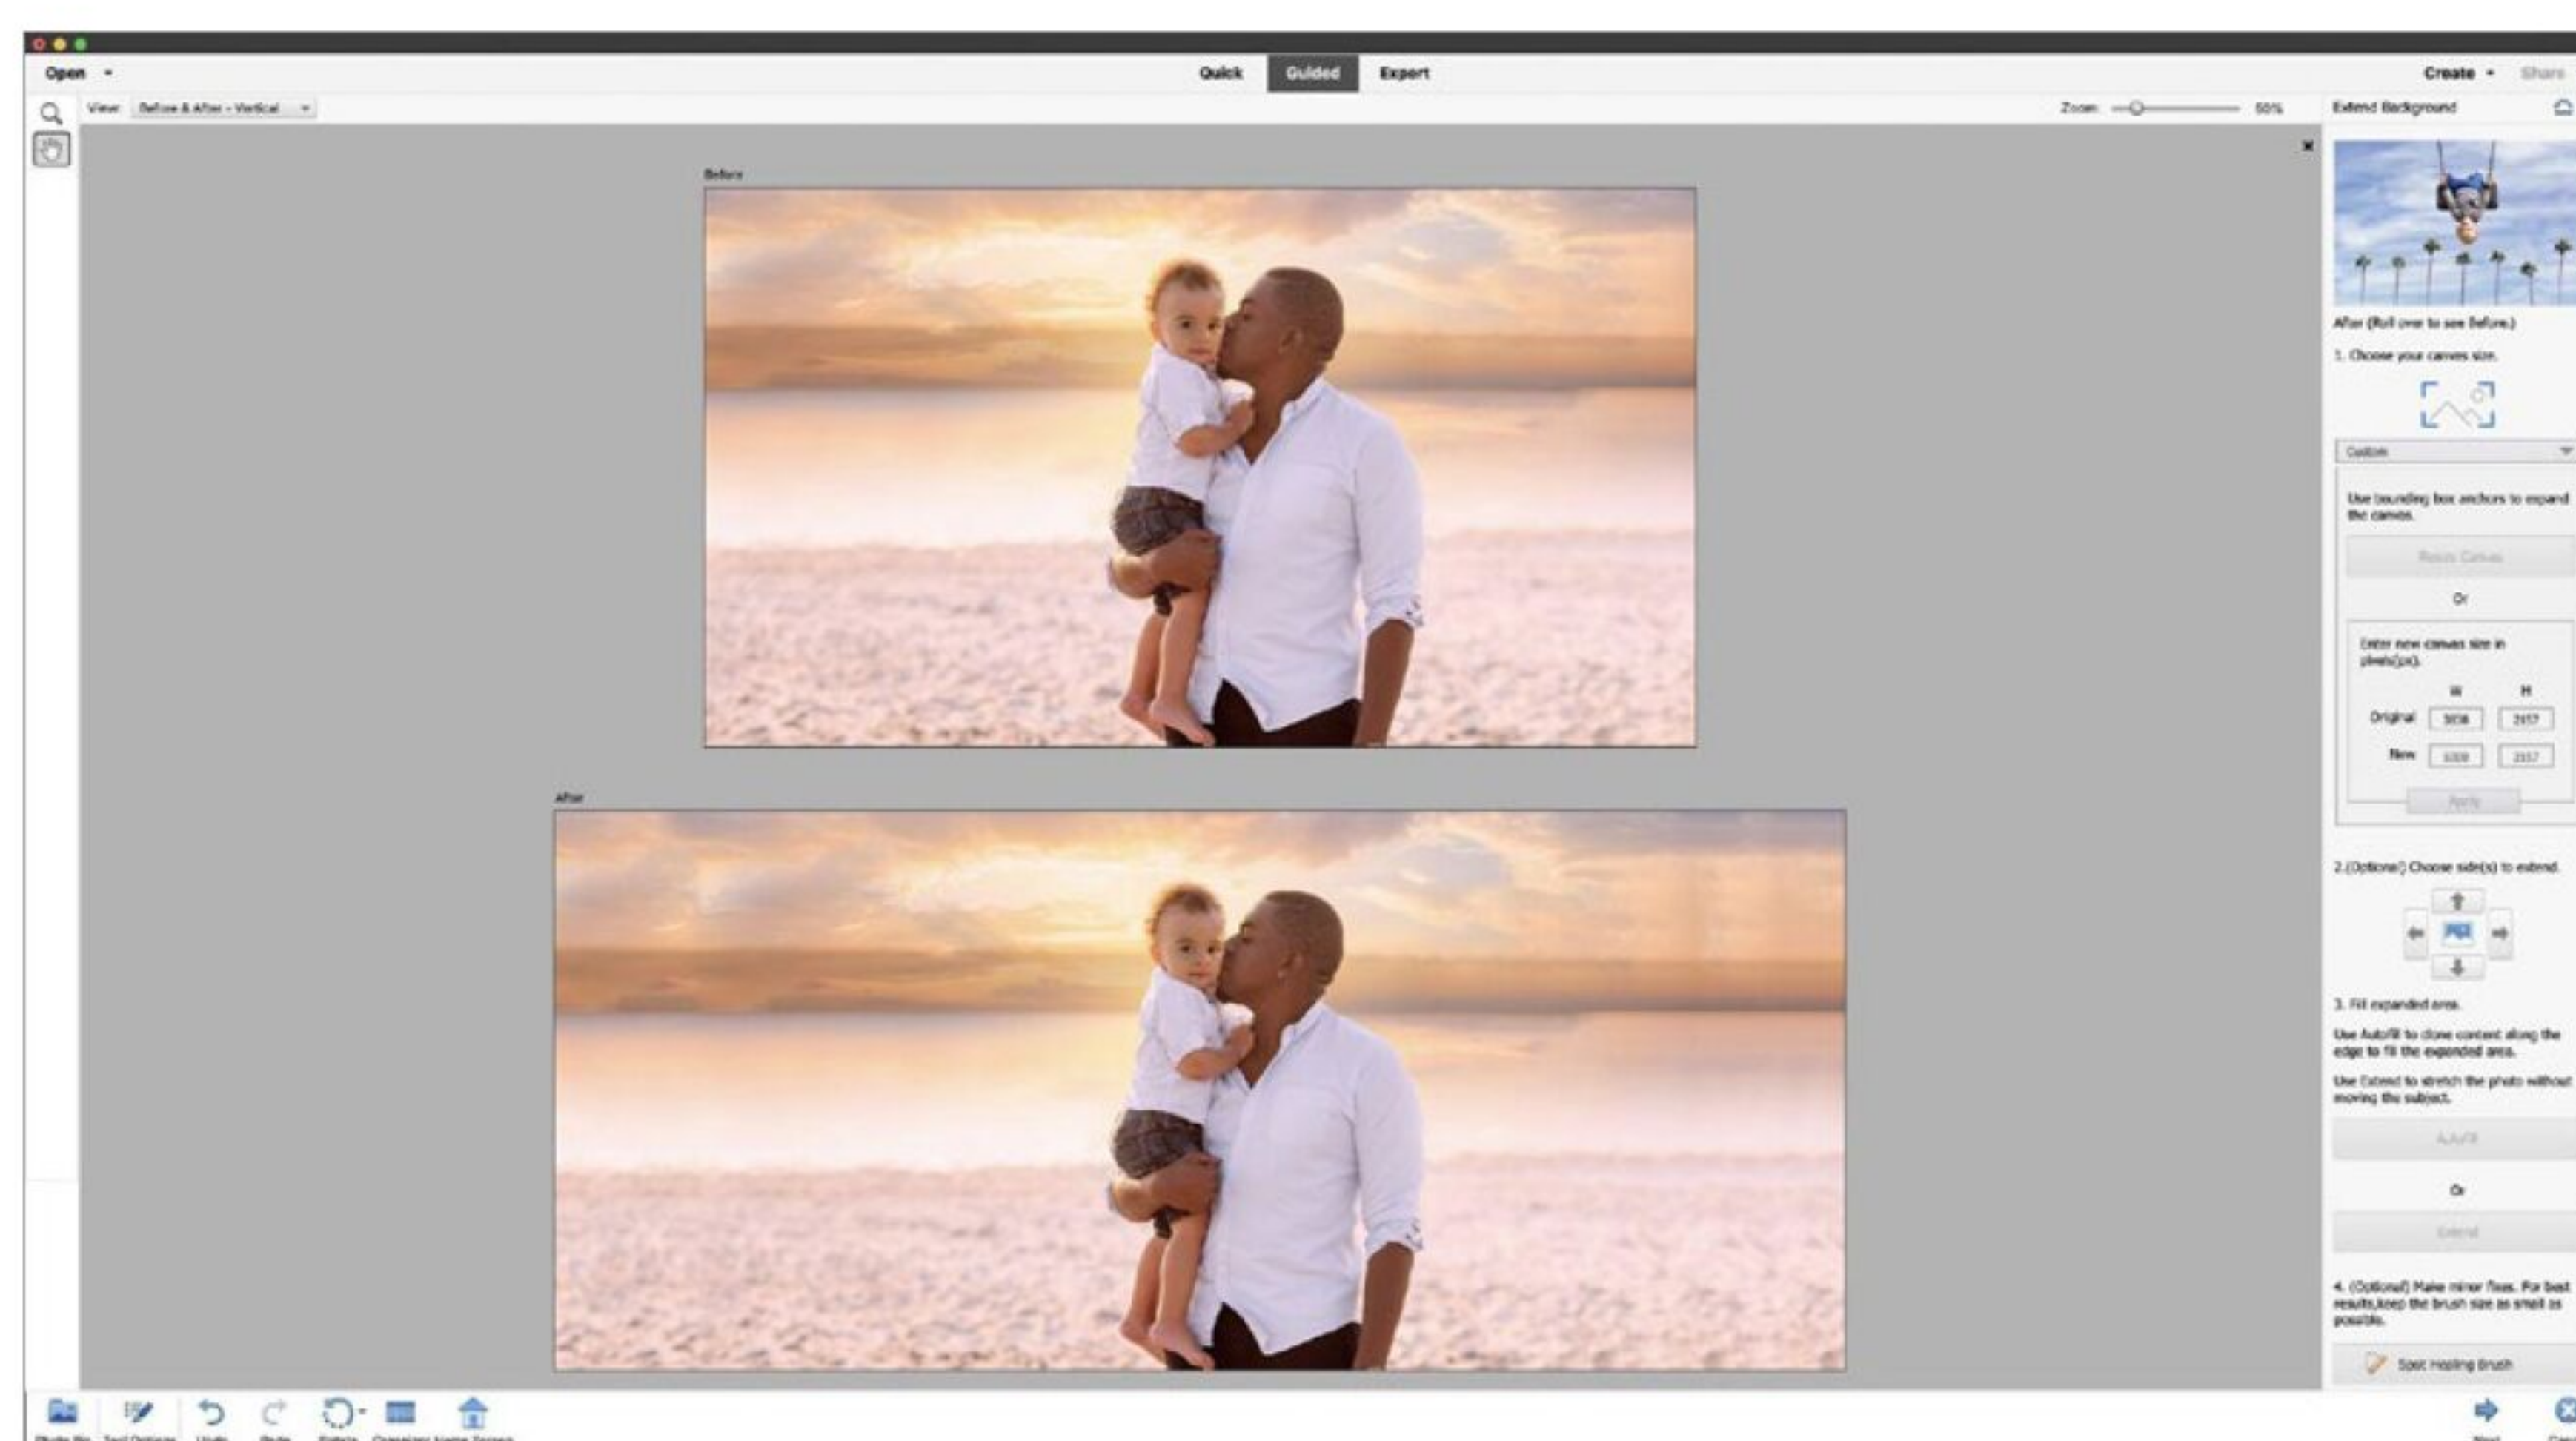 Open
Quick
Guided
Export
Create
Share
View:
Before & After - Vertical
Zoom:
50%
Extend Background
Before
After (Roll over to see Before.)
1. Choose your canvas size.
Custom
Use bounding box anchors to expand
the canvas.
Resize Canvas
Or
Enter new canvas size in
pixels(px).
W H
Original 2157
New 2157
Apply
After
2.(Optional) Choose side(s) to extend.
3. Fill expanded area.
Use Autofill to clone content along the
edge to fill the expanded area.
Use Extend to stretch the photo without
moving the subject.
Autofill
Or
Extend
4. (Optional) Make minor fixes. For best
results,keep the brush size as small as
possible.
Spot Healing Brush